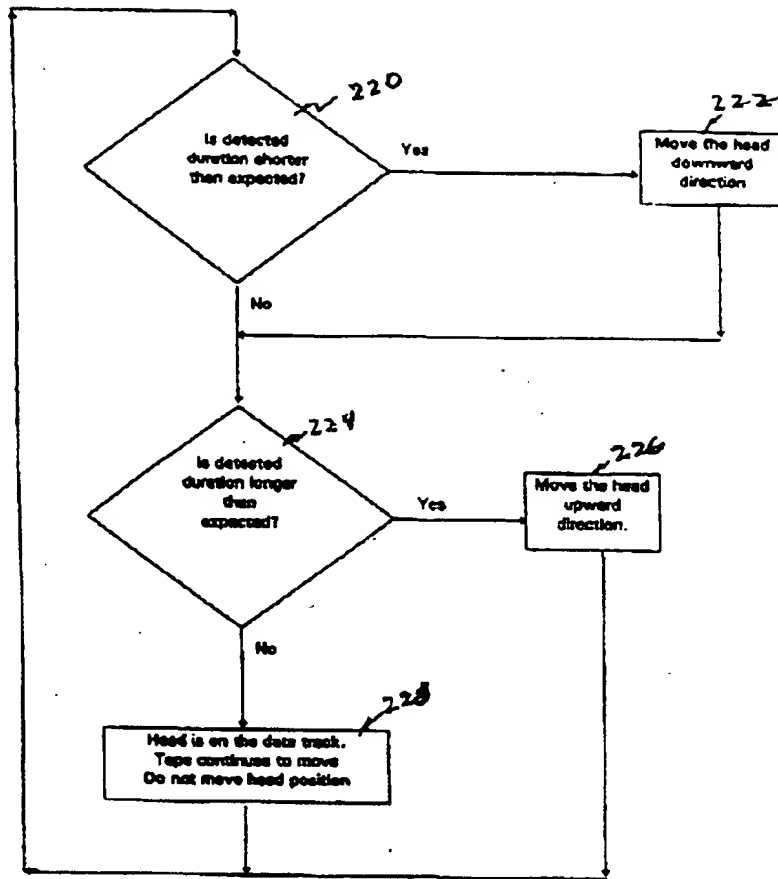 220
Is detected
duration shorter
than expected?
Yes
222
Move the head
downward
direction
No
224
Is detected
duration longer
than
expected?
Yes
226
Move the head
upward
direction.
No
228
Head is on the data track.
Tape continues to move
Do not move head position